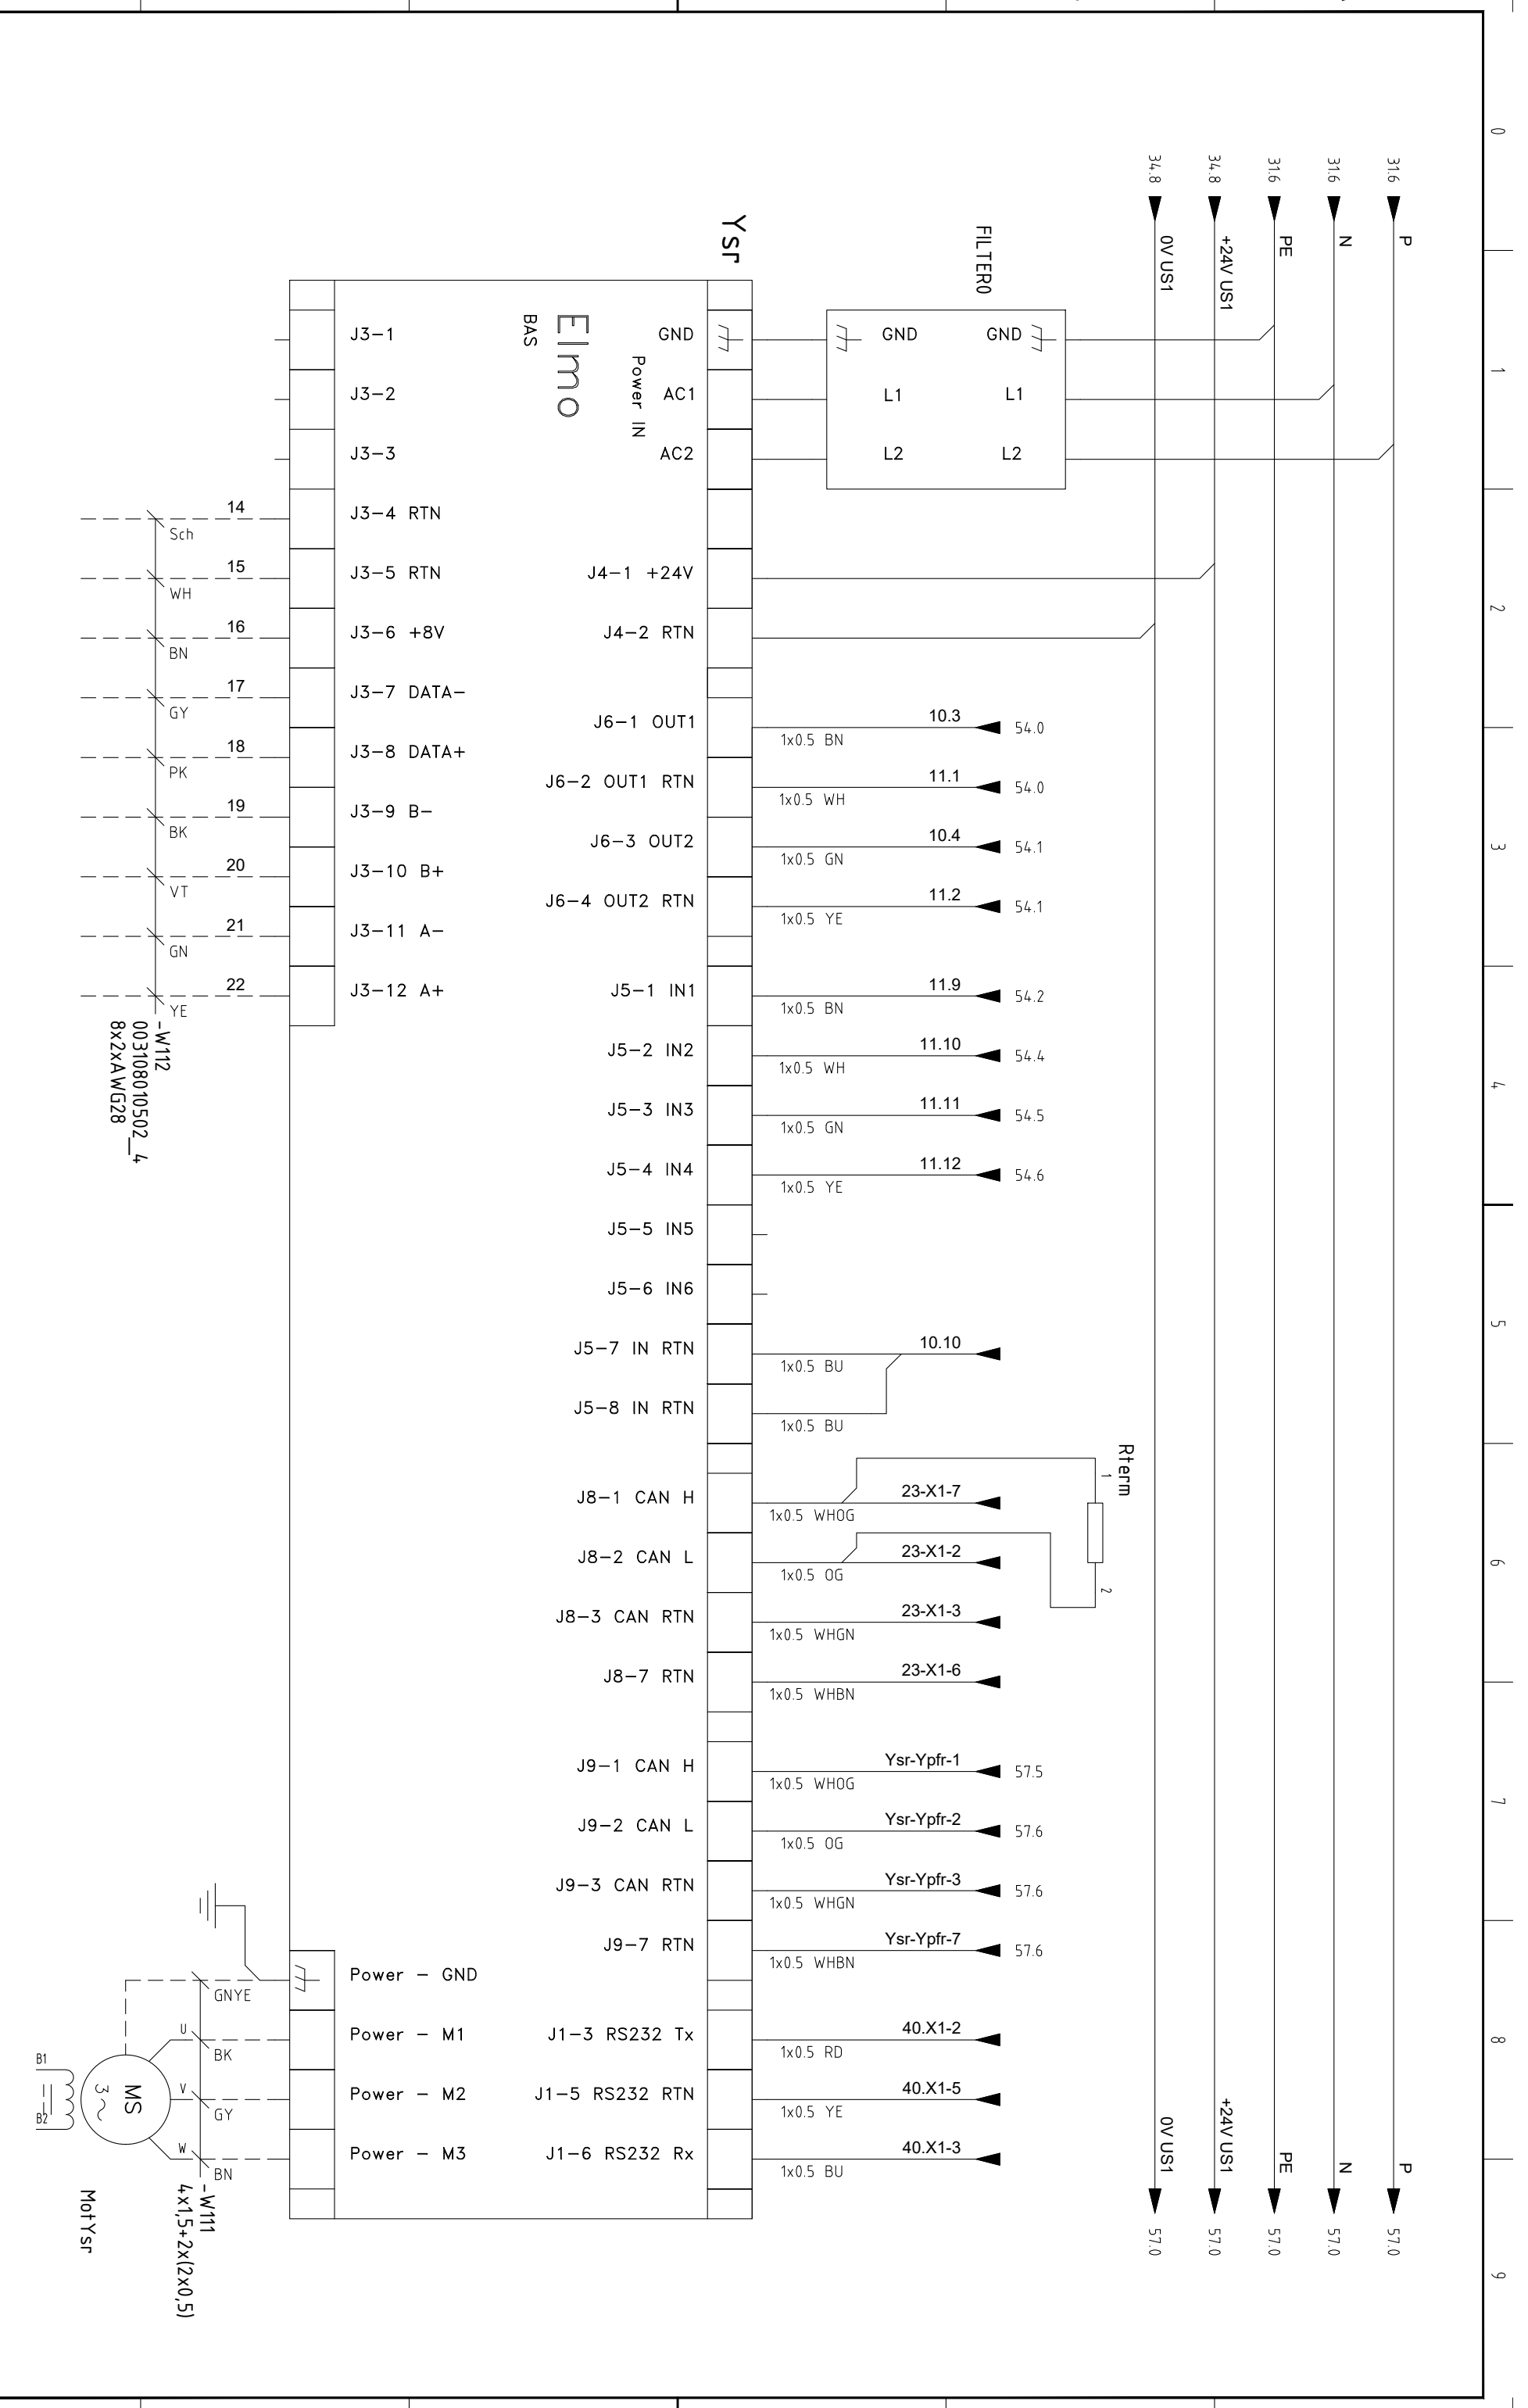 0
1
2
3
4
5
6
7
8
9
31.6 P P 57.0
31.6 N N 57.0
31.6 PE PE 57.0
34.8 +24V US1 +24V US1 57.0
34.8 0V US1 0V US1 57.0
FILTER0
GND GND
L1 L1
L2 L2
Ysr
Elmo
BAS
Power IN
GND
AC1
AC2
J4-1 +24V
J4-2 RTN
J6-1 OUT1 1x0.5 BN 10.3 54.0
J6-2 OUT1 RTN 1x0.5 WH 11.1 54.0
J6-3 OUT2 1x0.5 GN 10.4 54.1
J6-4 OUT2 RTN 1x0.5 YE 11.2 54.1
J5-1 IN1 1x0.5 BN 11.9 54.2
J5-2 IN2 1x0.5 WH 11.10 54.4
J5-3 IN3 1x0.5 GN 11.11 54.5
J5-4 IN4 1x0.5 YE 11.12 54.6
J5-5 IN5
J5-6 IN6
J5-7 IN RTN 1x0.5 BU 10.10
J5-8 IN RTN 1x0.5 BU
Rterm
1
2
J8-1 CAN H 1x0.5 WHOG 23-X1-7
J8-2 CAN L 1x0.5 OG 23-X1-2
J8-3 CAN RTN 1x0.5 WHGN 23-X1-3
J8-7 RTN 1x0.5 WHBN 23-X1-6
J9-1 CAN H 1x0.5 WHOG Ysr-Ypfr-1 57.5
J9-2 CAN L 1x0.5 OG Ysr-Ypfr-2 57.6
J9-3 CAN RTN 1x0.5 WHGN Ysr-Ypfr-3 57.6
J9-7 RTN 1x0.5 WHBN Ysr-Ypfr-7 57.6
J1-3 RS232 Tx 1x0.5 RD 40.X1-2
J1-5 RS232 RTN 1x0.5 YE 40.X1-5
J1-6 RS232 Rx 1x0.5 BU 40.X1-3
J3-1
J3-2
J3-3
14 Sch J3-4 RTN
15 WH J3-5 RTN
16 BN J3-6 +8V
17 GY J3-7 DATA-
18 PK J3-8 DATA+
19 BK J3-9 B-
20 VT J3-10 B+
21 GN J3-11 A-
22 YE J3-12 A+
-W112
0031080010502_4
8x2xAWG28
GNYE Power - GND
U BK Power - M1
V GY Power - M2
W BN Power - M3
B1
B2
MS
3~
-W111
4x1,5+2x(2x0,5)
MotYsr